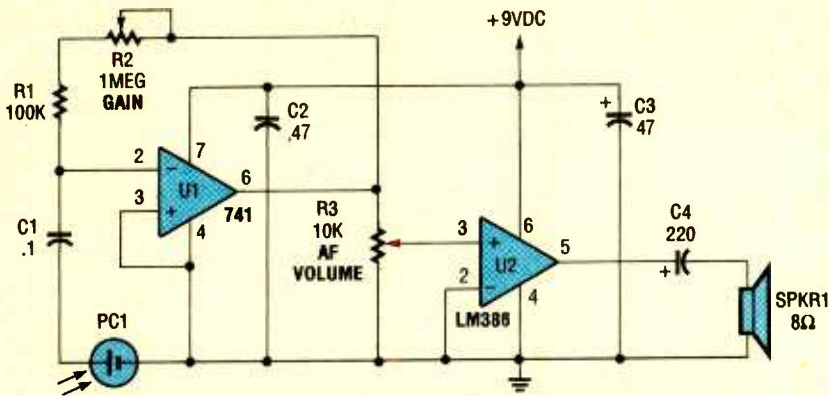 +9VDC
R2
1MEG
GAIN
R1
100K
C2
.47
+
C3
47
2
−
7
3
+
U1
6
741
4
C1
.1
R3
10K
AF
VOLUME
3
+
6
U2
5
2
−
4
LM386
C4
220
+
PC1
SPKR1
8Ω